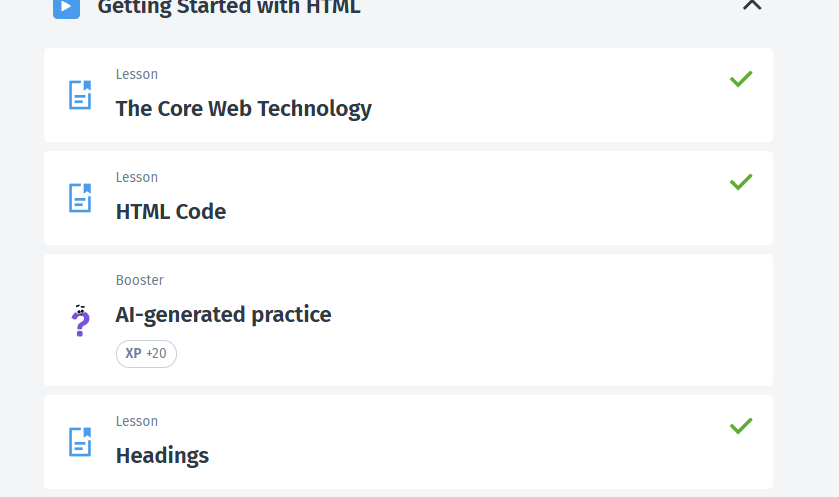 Getting Started with HTML
Lesson
The Core Web Technology
Lesson
HTML Code
Booster
AI-generated practice
XP +20
Lesson
Headings